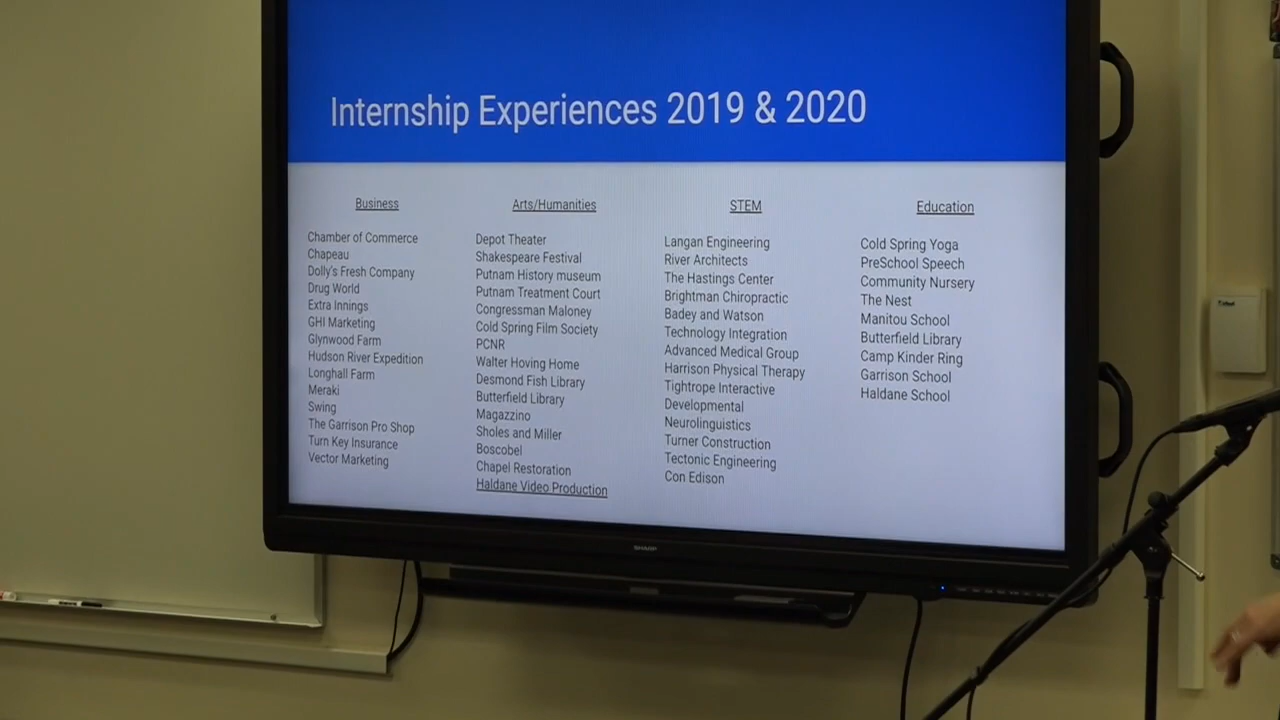 Internship Experiences 2019 & 2020
Business
Chamber of Commerce
Chapeau
Dolly's Fresh Company
Drug World
Extra Innings
GHI Marketing
Glynwood Farm
Hudson River Expedition
Longhall Farm
Meraki
Swing
The Garrison Pro Shop
Turn Key Insurance
Vector Marketing
Arts/Humanities
Depot Theater
Shakespeare Festival
Putnam History museum
Putnam Treatment Court
Congressman Maloney
Cold Spring Film Society
PCNR
Walter Hoving Home
Desmond Fish Library
Butterfield Library
Magazzino
Sholes and Miller
Boscobel
Chapel Restoration
Haldane Video Production
STEM
Langan Engineering
River Architects
The Hastings Center
Brightman Chiropractic
Badey and Watson
Technology Integration
Advanced Medical Group
Harrison Physical Therapy
Tightrope Interactive
Developmental
Neurolinguistics
Turner Construction
Tectonic Engineering
Con Edison
Education
Cold Spring Yoga
PreSchool Speech
Community Nursery
The Nest
Manitou School
Butterfield Library
Camp Kinder Ring
Garrison School
Haldane School
SHARP